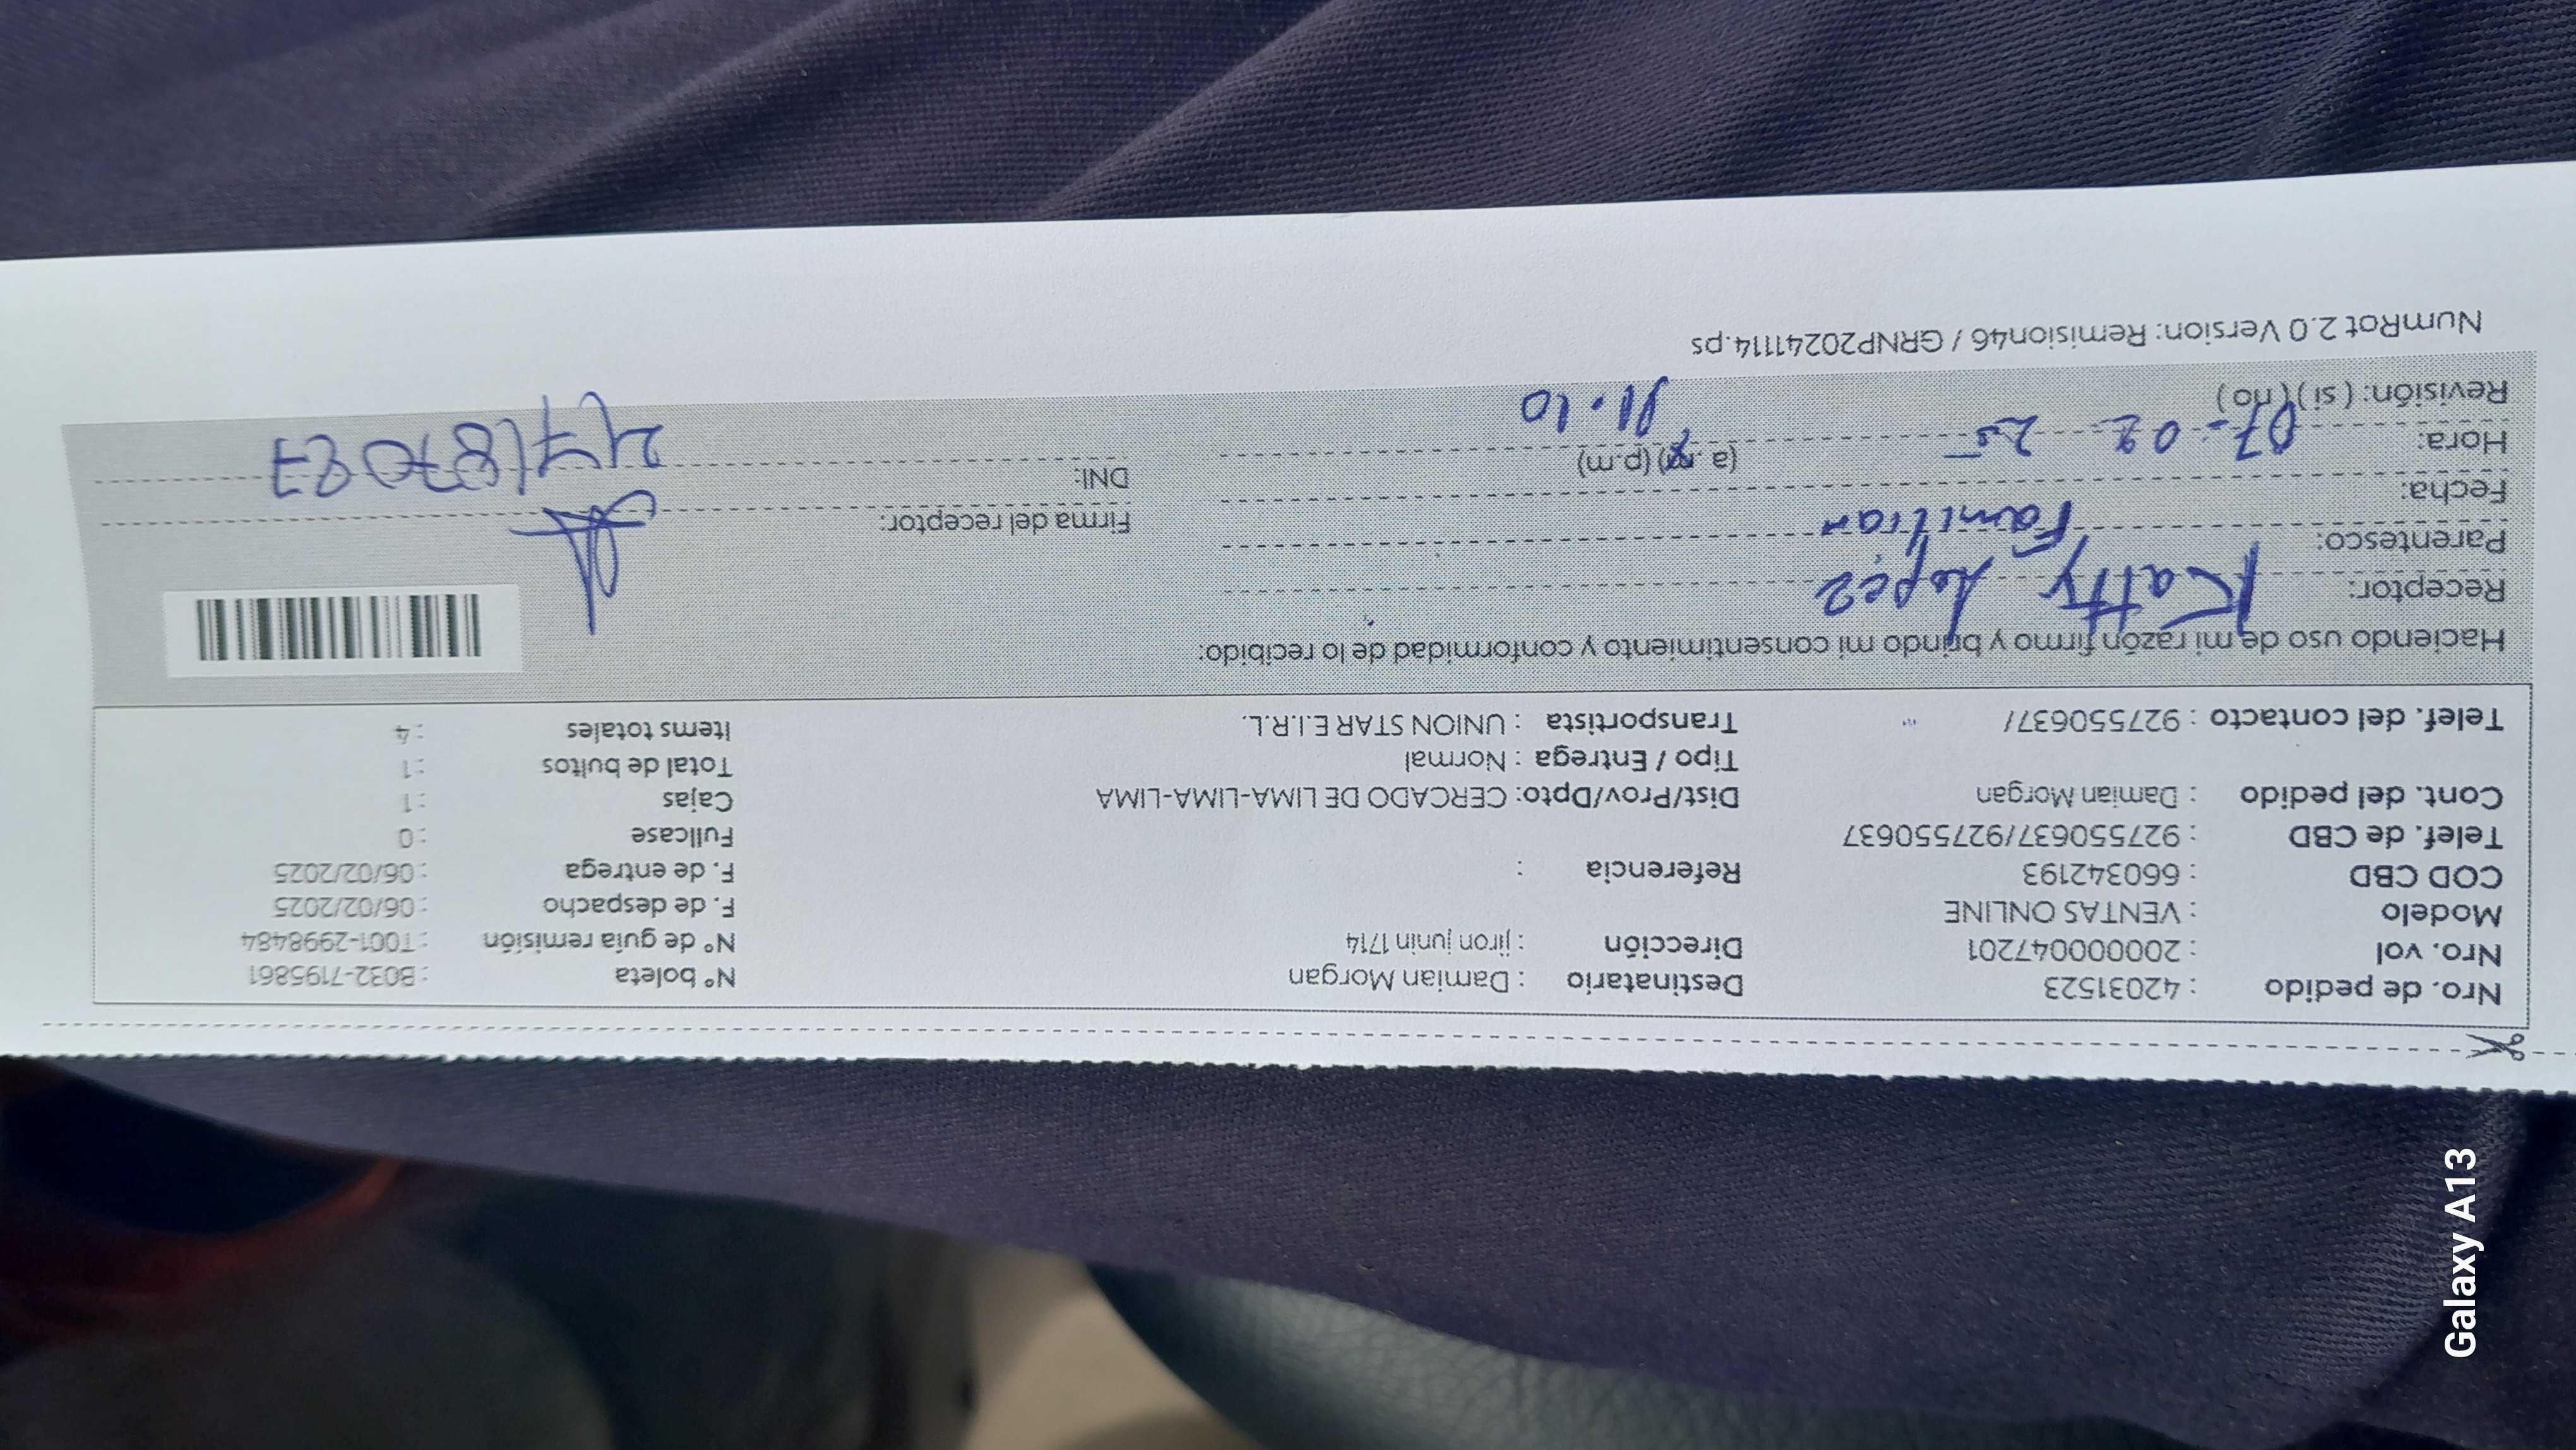 Nro. de pedido : 42031523 Destinatario : Damian Morgan N° boleta : B032-7195861
Nro. vol : 20000004 7201 Dirección : jiron junin 1714 N° de guía remisión : T001-2998484
Modelo : VENTAS ONLINE F. de despacho : 06/02/2025
COD CBD : 660342193 Referencia : F. de entrega : 06/02/2025
Telef. de CBD : 927550637/927550637 Fullcase : 0
Cont. del pedido : Damian Morgan Dist/Prov/Dpto: CERCADO DE LIMA-LIMA-LIMA Cajas : 1
Tipo / Entrega : Normal Total de bultos : 1
Telef. del contacto : 927550637/ Transportista : UNION STAR E.I.R.L. Items totales : 4
Haciendo uso de mi razón firmo y brindo mi consentimiento y conformidad de lo recibido:
Receptor: Katty Lopez
Parentesco: Familiar Firma del receptor:
Fecha: 07-02-25 DNI:
Hora: (a.m) (p.m) 11.10
Revisión: ( si ) ( no )
NumRot 2.0 Version: Remision46 / GRNP20241114.ps
Galaxy A13